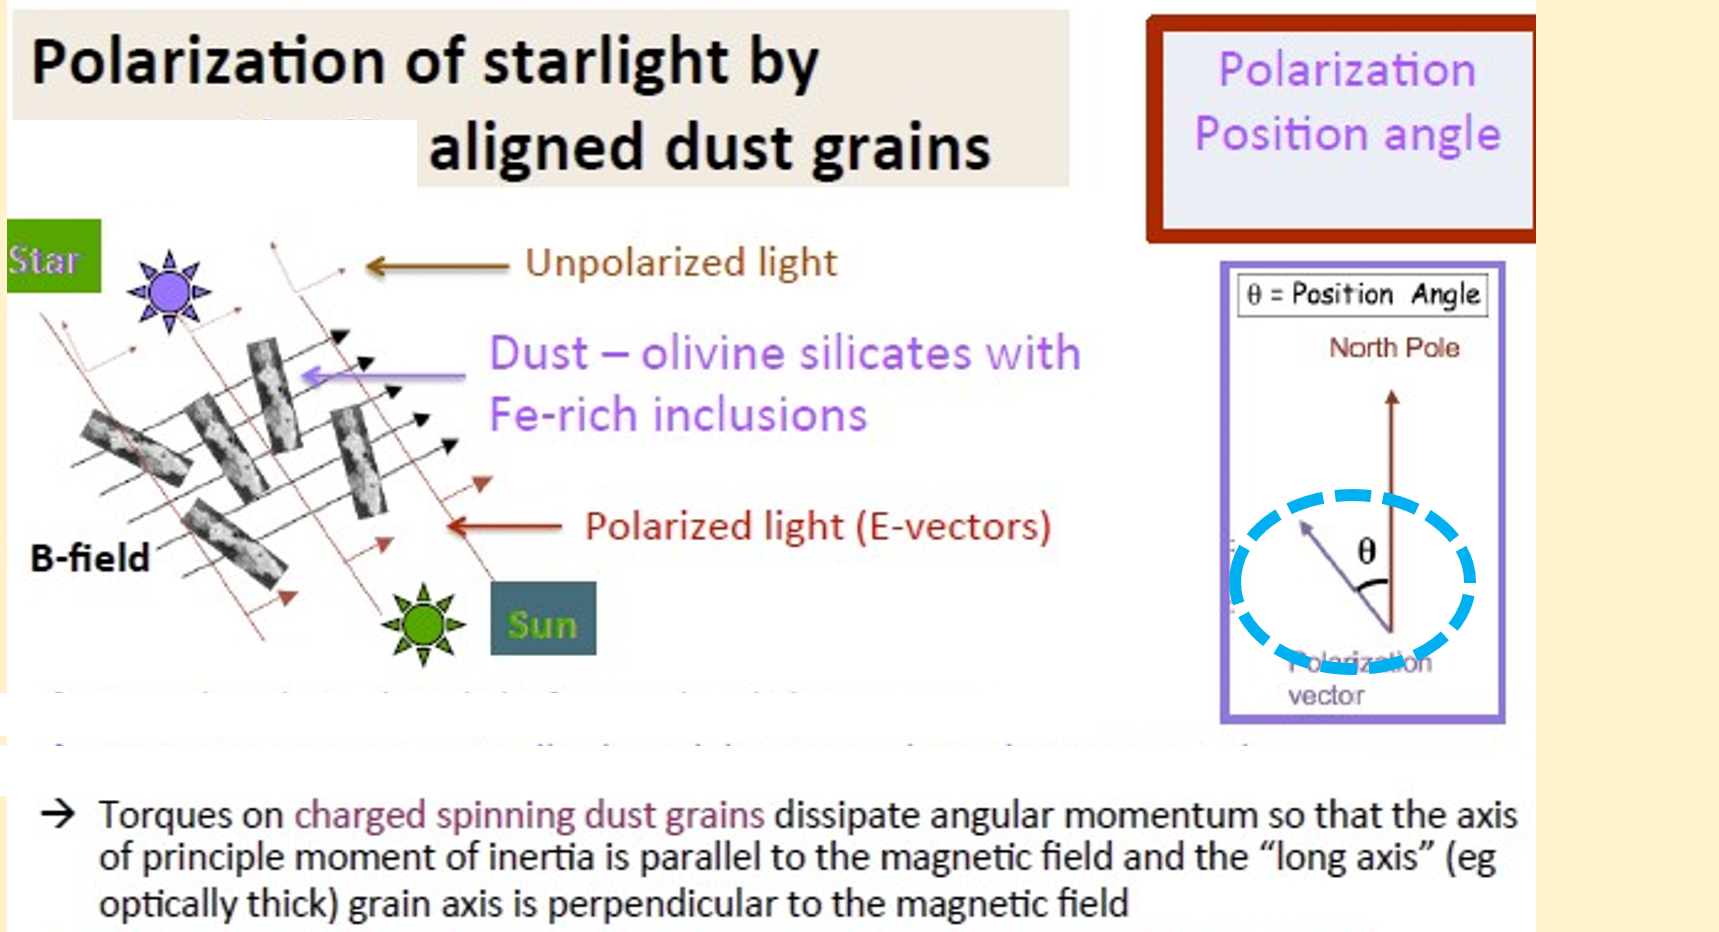 Polarization of starlight by
aligned dust grains
Polarization
Position angle
Star
Unpolarized light
Dust – olivine silicates with
Fe-rich inclusions
B-field
Polarized light (E-vectors)
Sun
θ = Position Angle
North Pole
θ
Polarization
vector
→ Torques on charged spinning dust grains dissipate angular momentum so that the axis
of principle moment of inertia is parallel to the magnetic field and the “long axis” (eg
optically thick) grain axis is perpendicular to the magnetic field